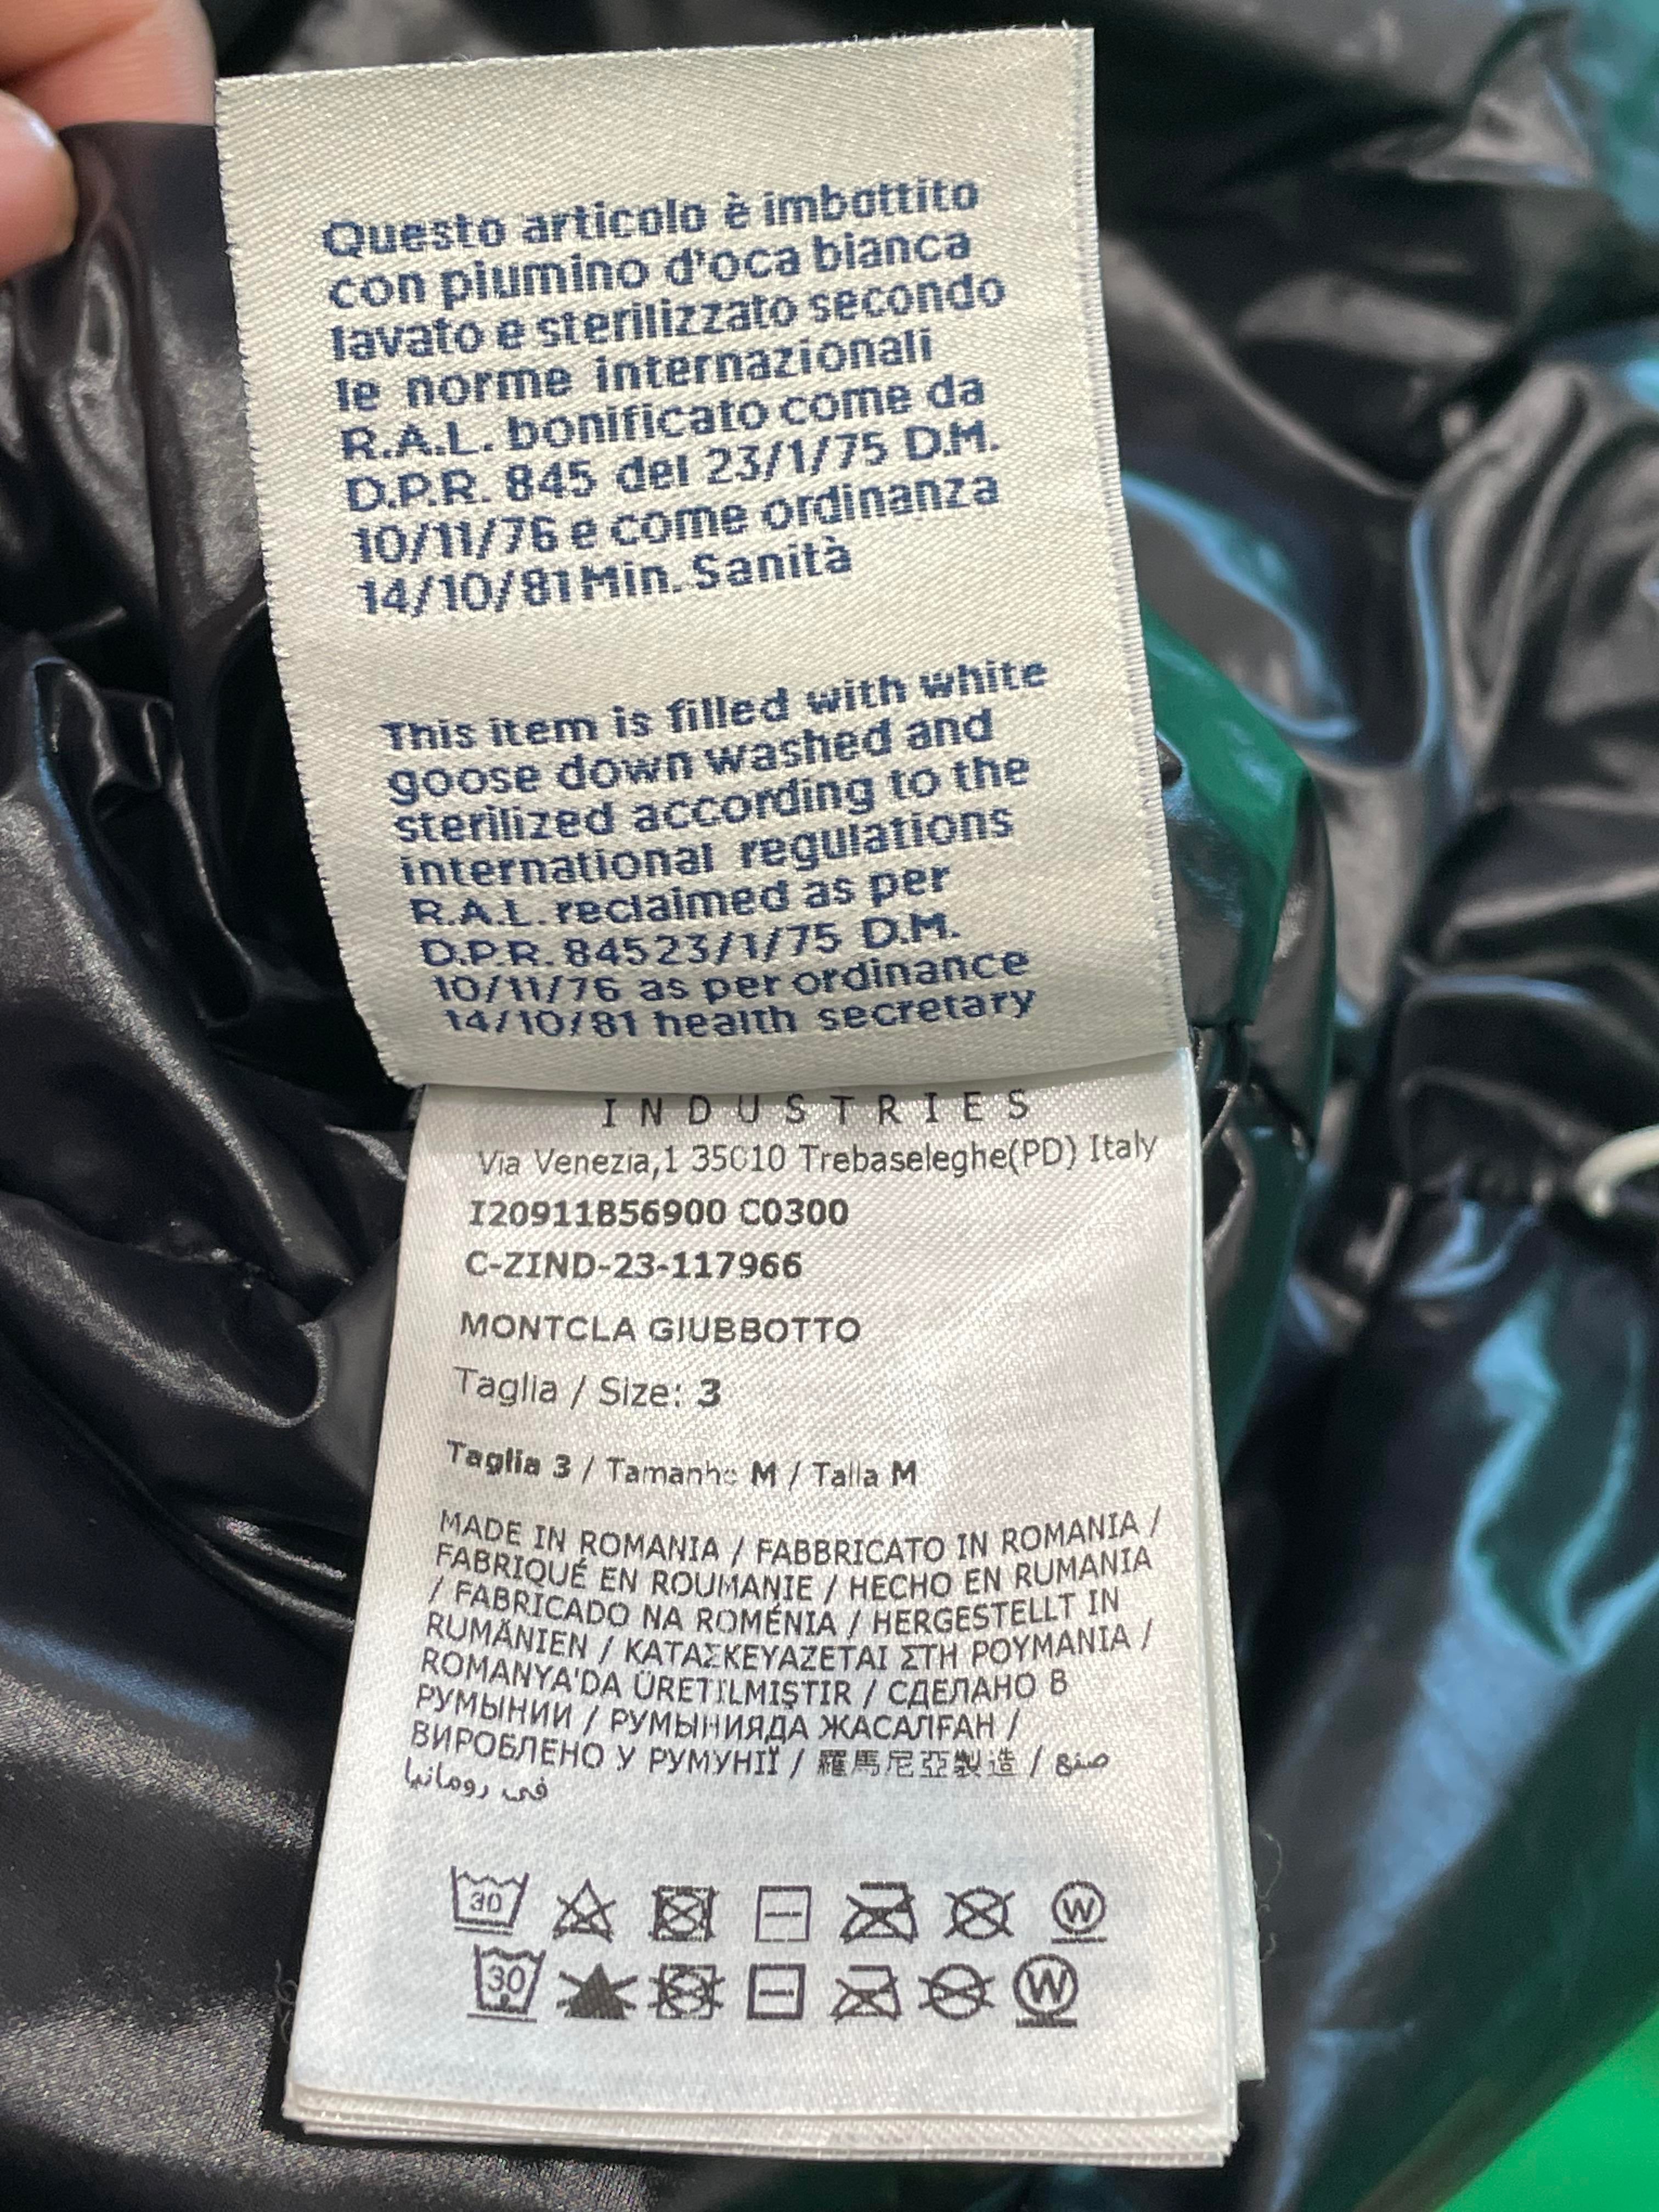 Questo articolo è imbottito
con piumino d'oca bianca
lavato e sterilizzato secondo
le norme internazionali
R.A.L. bonificato come da
D.P.R. 845 del 23/1/75 D.M.
10/11/76 e come ordinanza
14/10/81 Min. Sanità
This item is filled with white
goose down washed and
sterilized according to the
international regulations
R.A.L. reclaimed as per
D.P.R. 84523/1/75 D.M.
10/11/76 as per ordinance
14/10/81 health secretary
INDUSTRIES
Via Venezia,1 35010 Trebaseleghe(PD) Italy
I20911B56900 C0300
C-ZIND-23-117966
MONTCLA GIUBBOTTO
Taglia / Size: 3
Taglia 3 / Tamanho M / Talla M
MADE IN ROMANIA / FABBRICATO IN ROMANIA /
FABRIQUÉ EN ROUMANIE / HECHO EN RUMANIA
/ FABRICADO NA ROMÉNIA / HERGESTELLT IN
RUMÄNIEN / ΚΑΤΑΣΚΕΥΑΖΕΤΑΙ ΣΤΗ ΡΟΥΜΑΝΙΑ /
ROMANYA'DA ÜRETİLMİŞTIR / СДЕЛАНО В
РУМЫНИИ / РУМЫНИЯДА ЖАСАЛҒАН /
ВИРОБЛЕНО У РУМУНІЇ / 羅馬尼亞製造 / صنع
في رومانيا
30 W
30 W